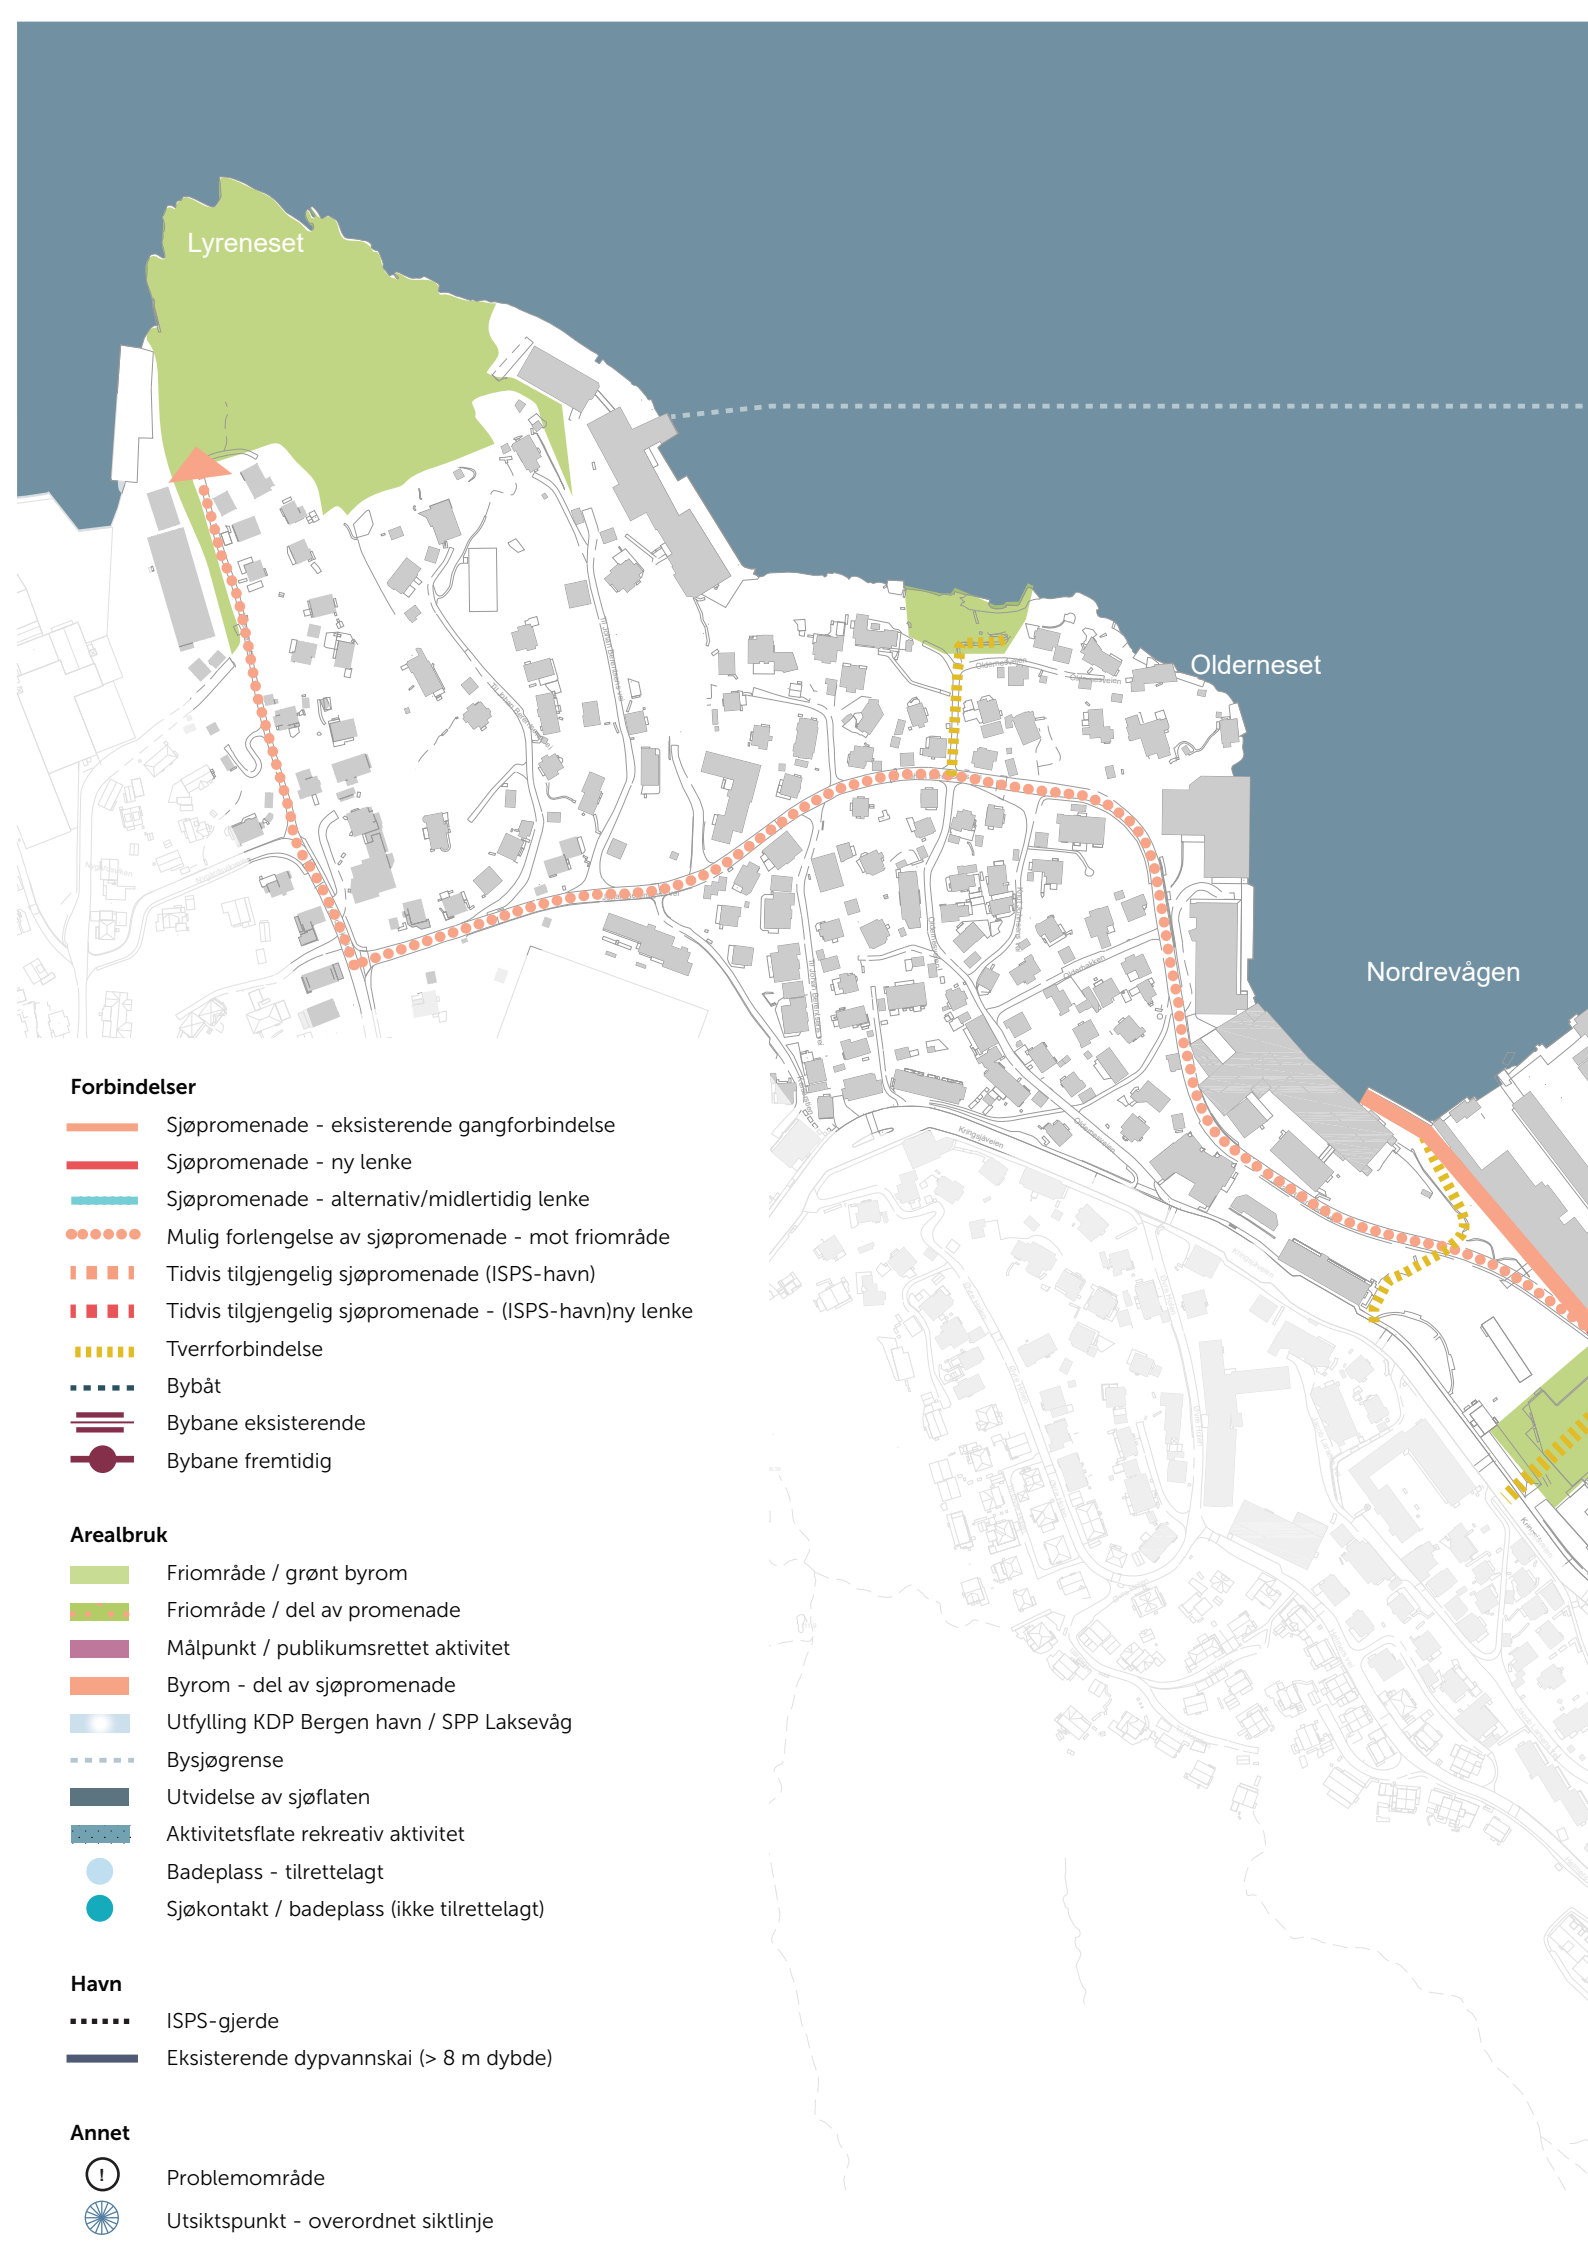 Lyreneset
Olderneset
Nordrevågen
Kringsjåveien
Forbindelser
Sjøpromenade - eksisterende gangforbindelse
Sjøpromenade - ny lenke
Sjøpromenade - alternativ/midlertidig lenke
Mulig forlengelse av sjøpromenade - mot friområde
Tidvis tilgjengelig sjøpromenade (ISPS-havn)
Tidvis tilgjengelig sjøpromenade - (ISPS-havn)ny lenke
Tverrforbindelse
Bybåt
Bybane eksisterende
Bybane fremtidig
Arealbruk
Friområde / grønt byrom
Friområde / del av promenade
Målpunkt / publikumsrettet aktivitet
Byrom - del av sjøpromenade
Utfylling KDP Bergen havn / SPP Laksevåg
Bysjøgrense
Utvidelse av sjøflaten
Aktivitetsflate rekreativ aktivitet
Badeplass - tilrettelagt
Sjøkontakt / badeplass (ikke tilrettelagt)
Havn
ISPS-gjerde
Eksisterende dypvannskai (> 8 m dybde)
Annet
! Problemområde
Utsiktspunkt - overordnet siktlinje